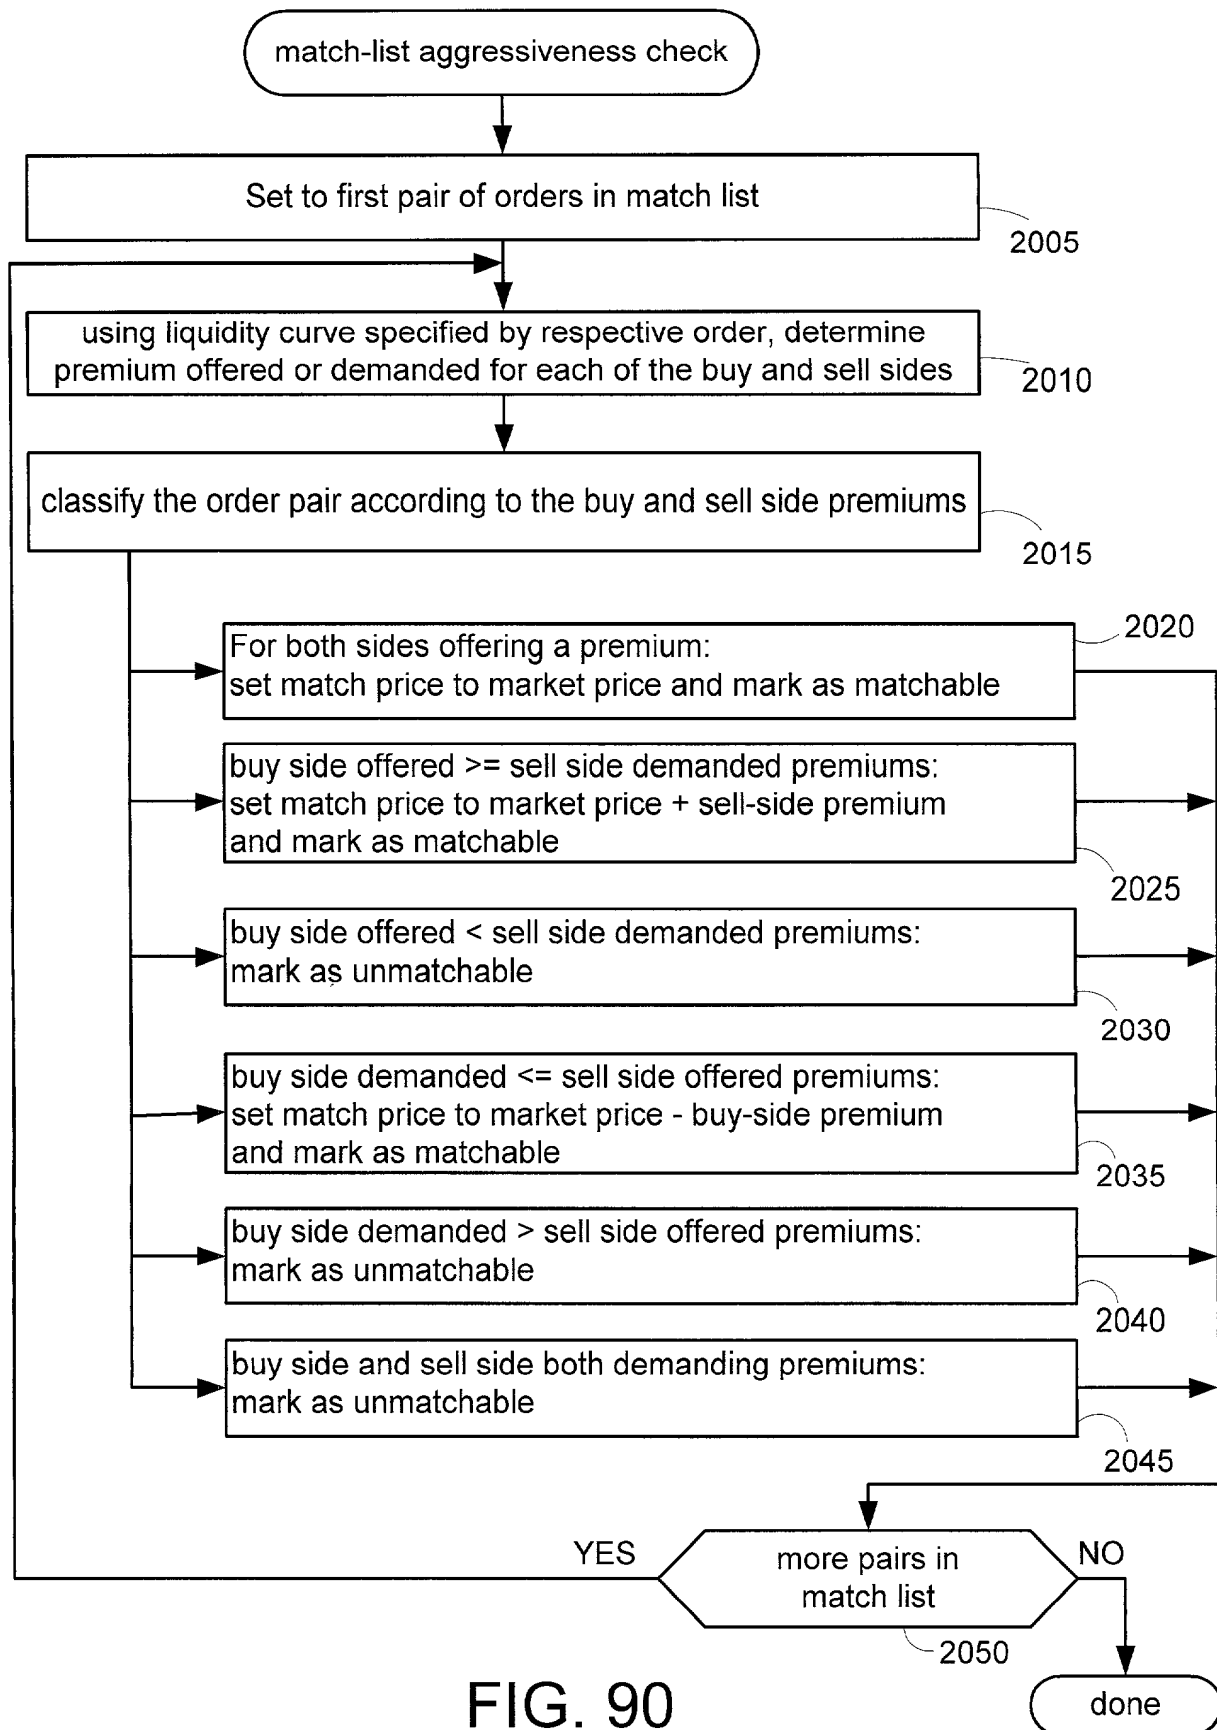 match-list aggressiveness check
Set to first pair of orders in match list
2005
using liquidity curve specified by respective order, determine
premium offered or demanded for each of the buy and sell sides
2010
classify the order pair according to the buy and sell side premiums
2015
2020
For both sides offering a premium:
set match price to market price and mark as matchable
buy side offered >= sell side demanded premiums:
set match price to market price + sell-side premium
and mark as matchable
2025
buy side offered < sell side demanded premiums:
mark as unmatchable
2030
buy side demanded <= sell side offered premiums:
set match price to market price - buy-side premium
and mark as matchable
2035
buy side demanded > sell side offered premiums:
mark as unmatchable
2040
buy side and sell side both demanding premiums:
mark as unmatchable
2045
YES
more pairs in
match list
NO
2050
done
FIG. 90